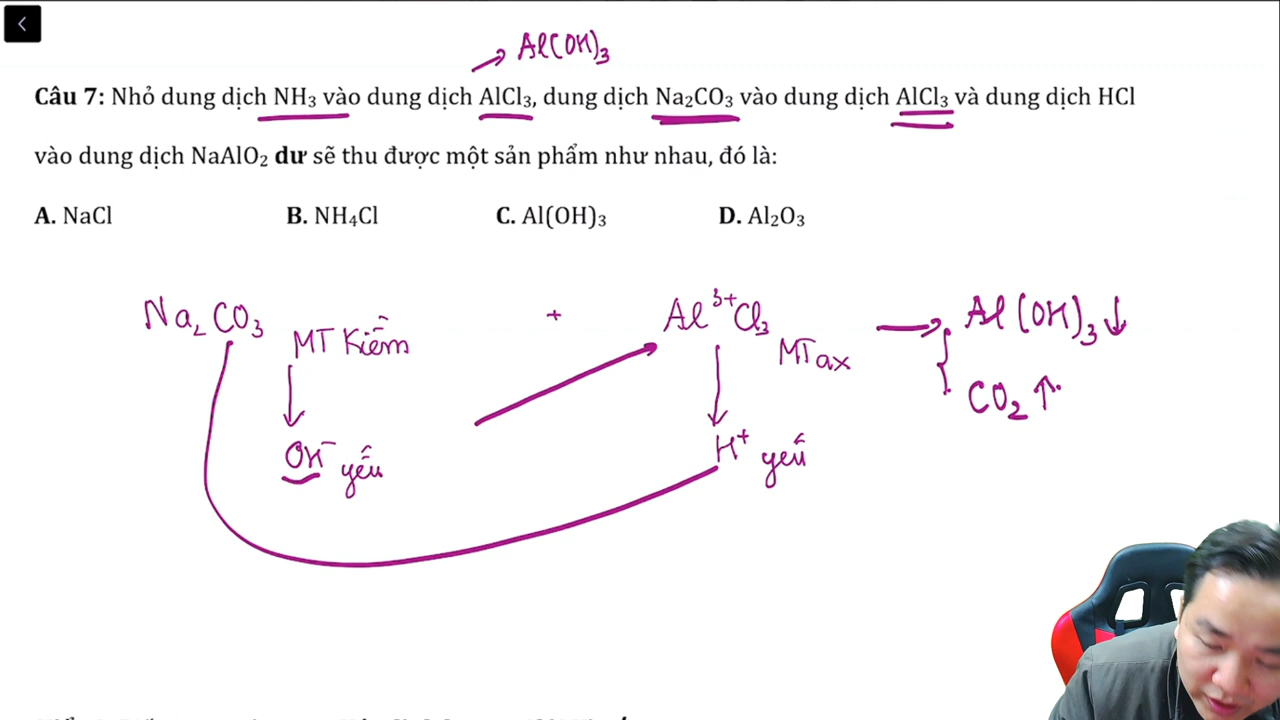 → Al(OH)₃
Câu 7: Nhỏ dung dịch NH₃ vào dung dịch AlCl₃, dung dịch Na₂CO₃ vào dung dịch AlCl₃ và dung dịch HCl
vào dung dịch NaAlO₂ dư sẽ thu được một sản phẩm như nhau, đó là:
A. NaCl B. NH₄Cl C. Al(OH)₃ D. Al₂O₃
Na₂CO₃ + Al³⁺Cl₃ → Al(OH)₃↓
MT Kiềm MT ax
CO₂↑
OH⁻ yếu H⁺ yếu